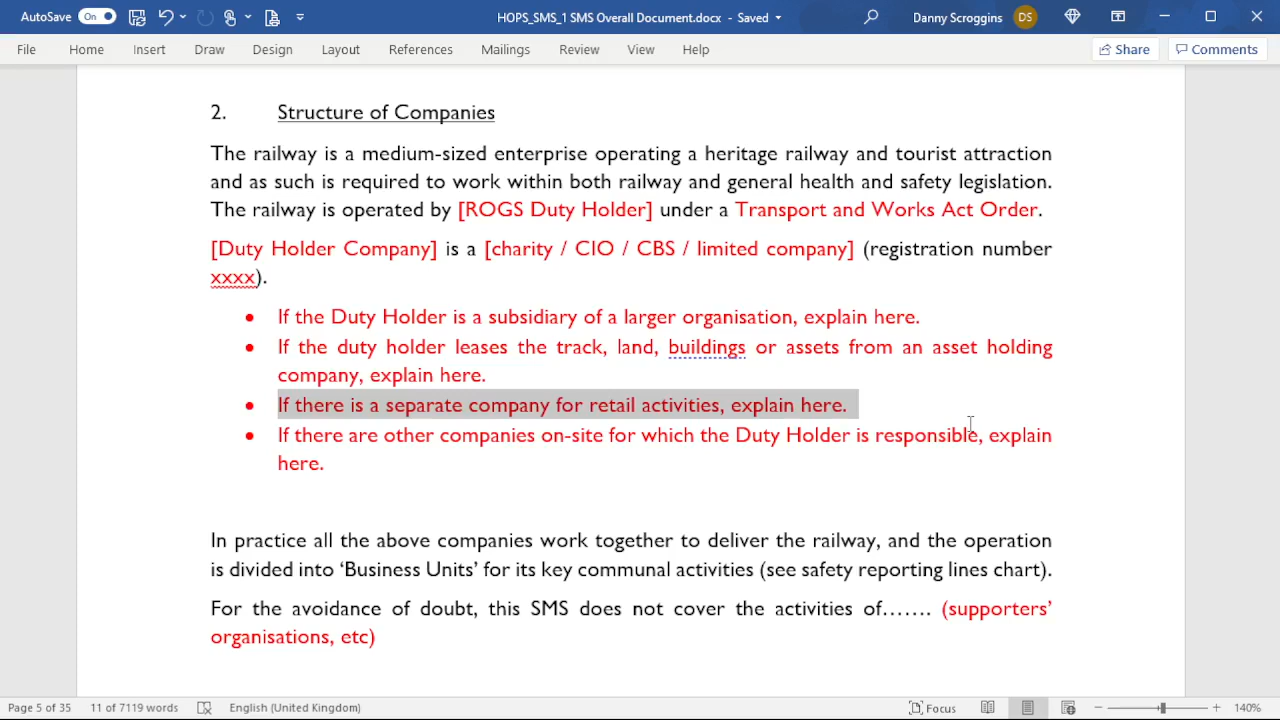 AutoSave On HOPS_SMS_1 SMS Overall Document.docx - Saved Danny Scroggins DS
File Home Insert Draw Design Layout References Mailings Review View Help Share Comments
2. Structure of Companies
The railway is a medium-sized enterprise operating a heritage railway and tourist attraction
and as such is required to work within both railway and general health and safety legislation.
The railway is operated by [ROGS Duty Holder] under a Transport and Works Act Order.
[Duty Holder Company] is a [charity / CIO / CBS / limited company] (registration number
xxxx).
• If the Duty Holder is a subsidiary of a larger organisation, explain here.
• If the duty holder leases the track, land, buildings or assets from an asset holding
company, explain here.
• If there is a separate company for retail activities, explain here.
• If there are other companies on-site for which the Duty Holder is responsible, explain
here.
In practice all the above companies work together to deliver the railway, and the operation
is divided into ‘Business Units’ for its key communal activities (see safety reporting lines chart).
For the avoidance of doubt, this SMS does not cover the activities of……. (supporters’
organisations, etc)
Page 5 of 35 11 of 7119 words English (United Kingdom) Focus 140%